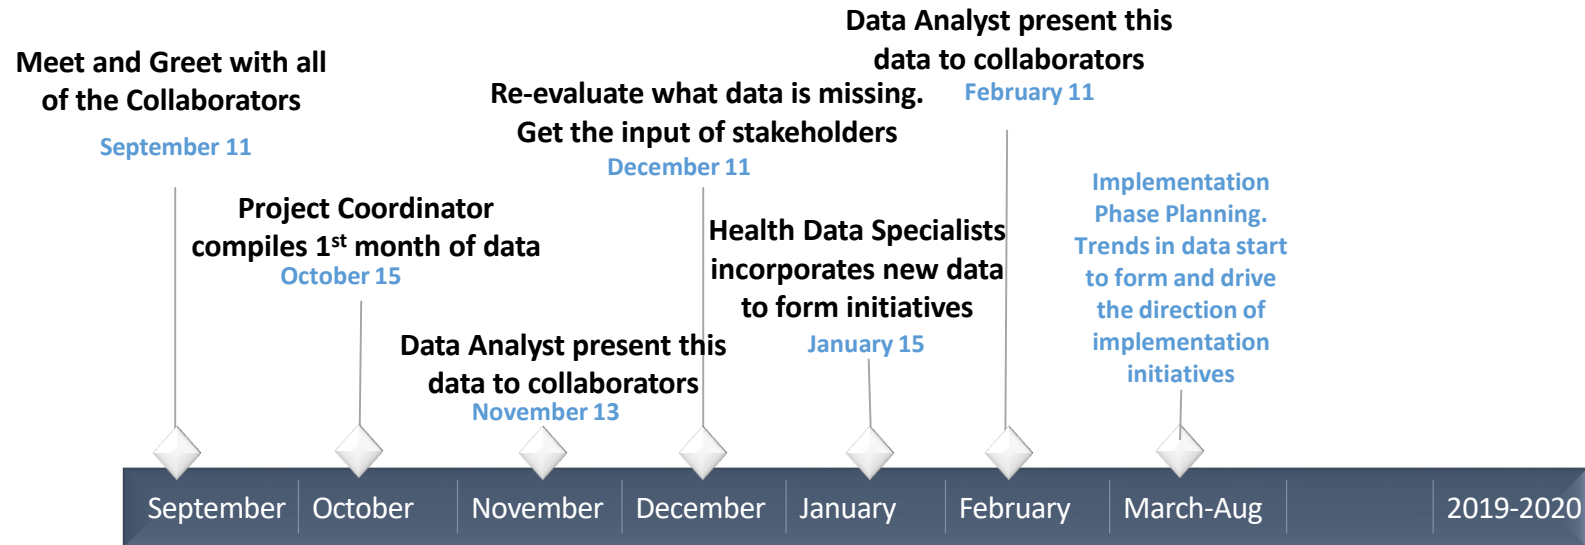 Meet and Greet with all
of the Collaborators
September 11
Project Coordinator
compiles 1st month of data
October 15
Data Analyst present this
data to collaborators
November 13
Re-evaluate what data is missing.
Get the input of stakeholders
December 11
Health Data Specialists
incorporates new data
to form initiatives
January 15
Data Analyst present this
data to collaborators
February 11
Implementation
Phase Planning.
Trends in data start
to form and drive
the direction of
implementation
initiatives
September October November December January February March-Aug 2019-2020